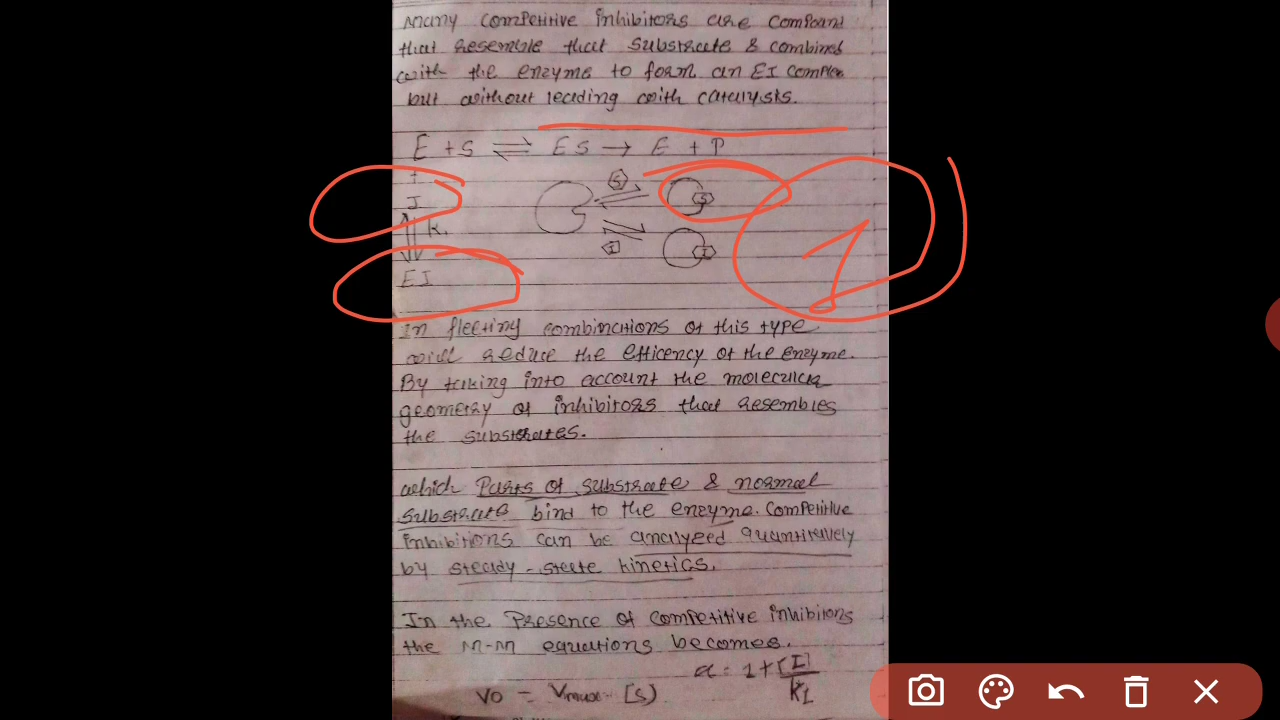 many competitive inhibitors are compound
that resemble that substrate & combined
with the enzyme to form an EI complex
but without leading with catalysis.
E + S ⇌ ES → E + P
+
I
S
S
k,
I
I
EI
In fleeting combinations of this type
will reduce the efficency of the enzyme.
By taking into account the molecular
geometry of inhibitors that resembles
the substrates.
which Parts of substrate & normal
substrate bind to the enzyme. Competitive
inhibitions can be analyzed quantitively
by steady-state kinetics.
In the Presence of competitive inhibitions
the M-M equations becomes.
α = 1 + [I]
KI
Vo = Vmax [S]
1